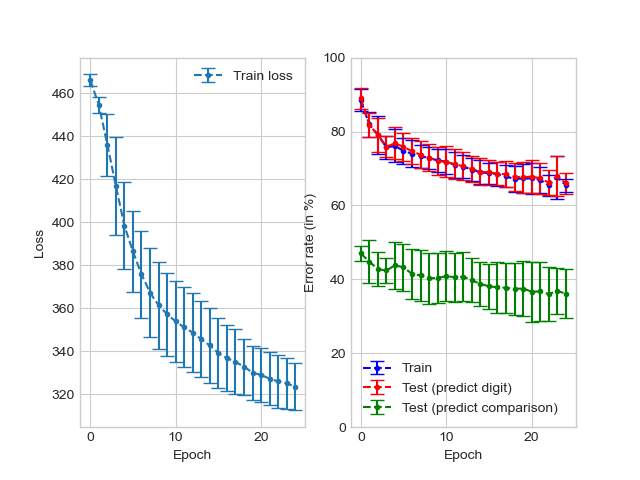 Train loss
460
440
420
400
380
360
340
320
0
10
20
Loss
Epoch
100
80
60
40
20
0
0
10
20
Error rate (in %)
Epoch
Train
Test (predict digit)
Test (predict comparison)